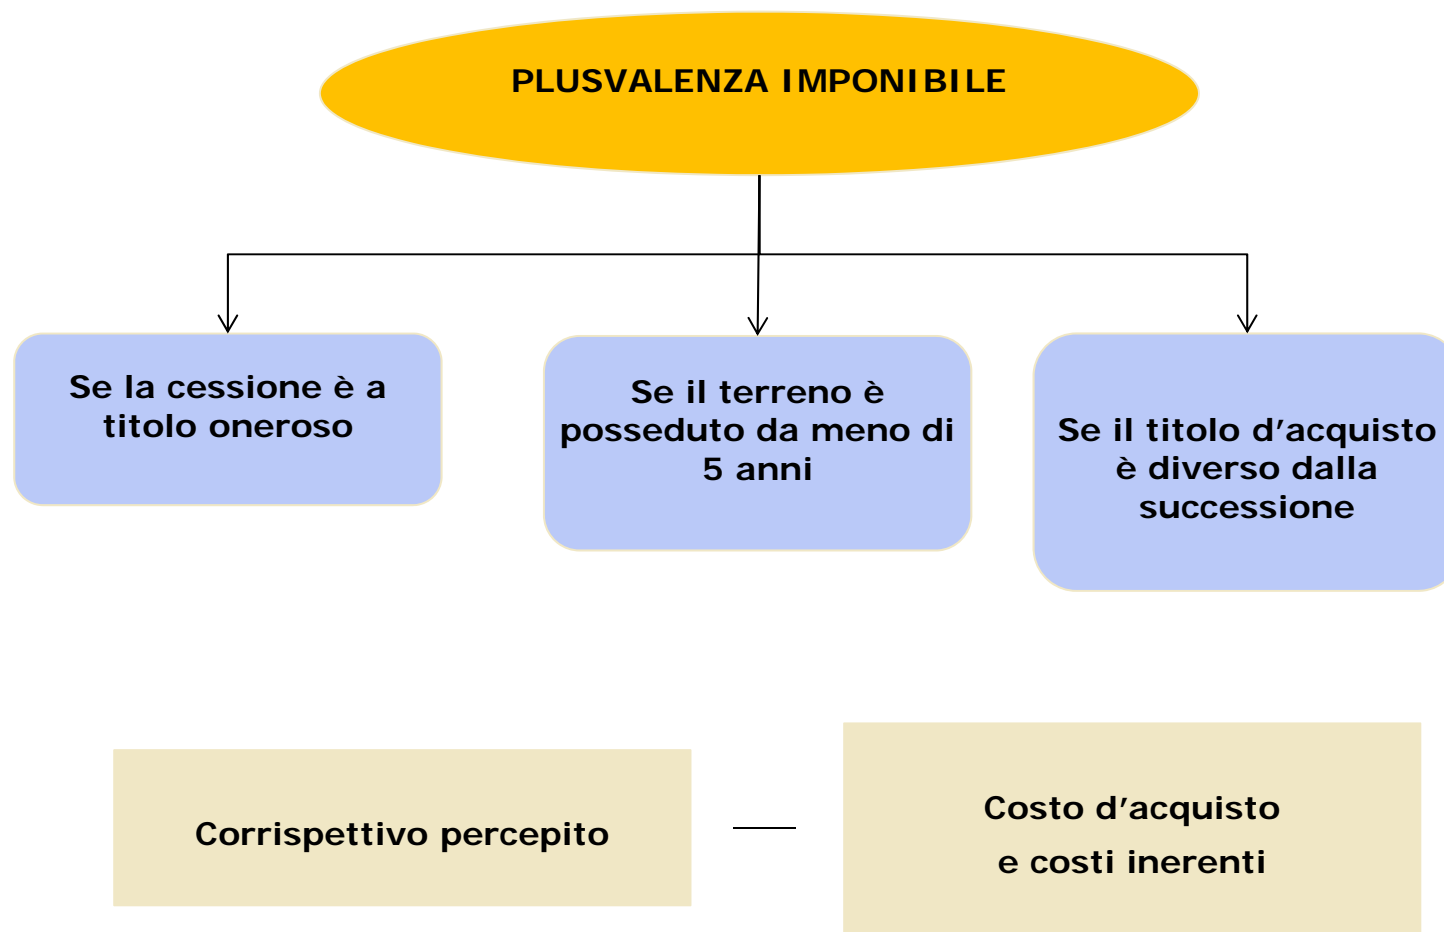 PLUSVALENZA IMPONIBILE
Se la cessione è a
titolo oneroso
Se il terreno è
posseduto da meno di
5 anni
Se il titolo d’acquisto
è diverso dalla
successione
Corrispettivo percepito
Costo d’acquisto
e costi inerenti